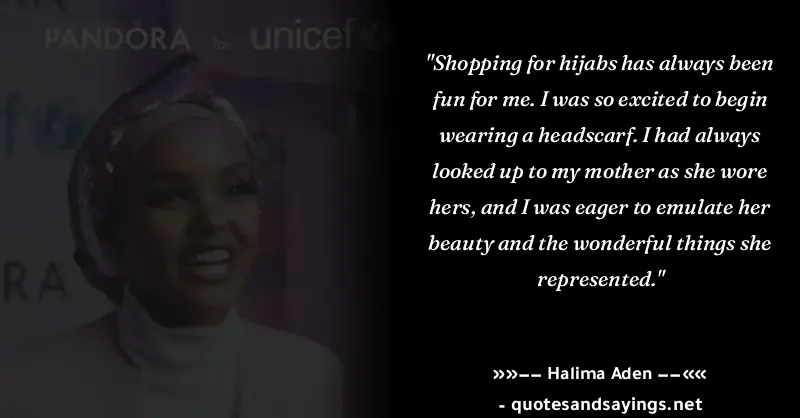 PANDÓRA for unicef
RA
"Shopping for hijabs has always been
fun for me. I was so excited to begin
wearing a headscarf. I had always
looked up to my mother as she wore
hers, and I was eager to emulate her
beauty and the wonderful things she
represented."
»»−− Halima Aden −−««
- quotesandsayings.net